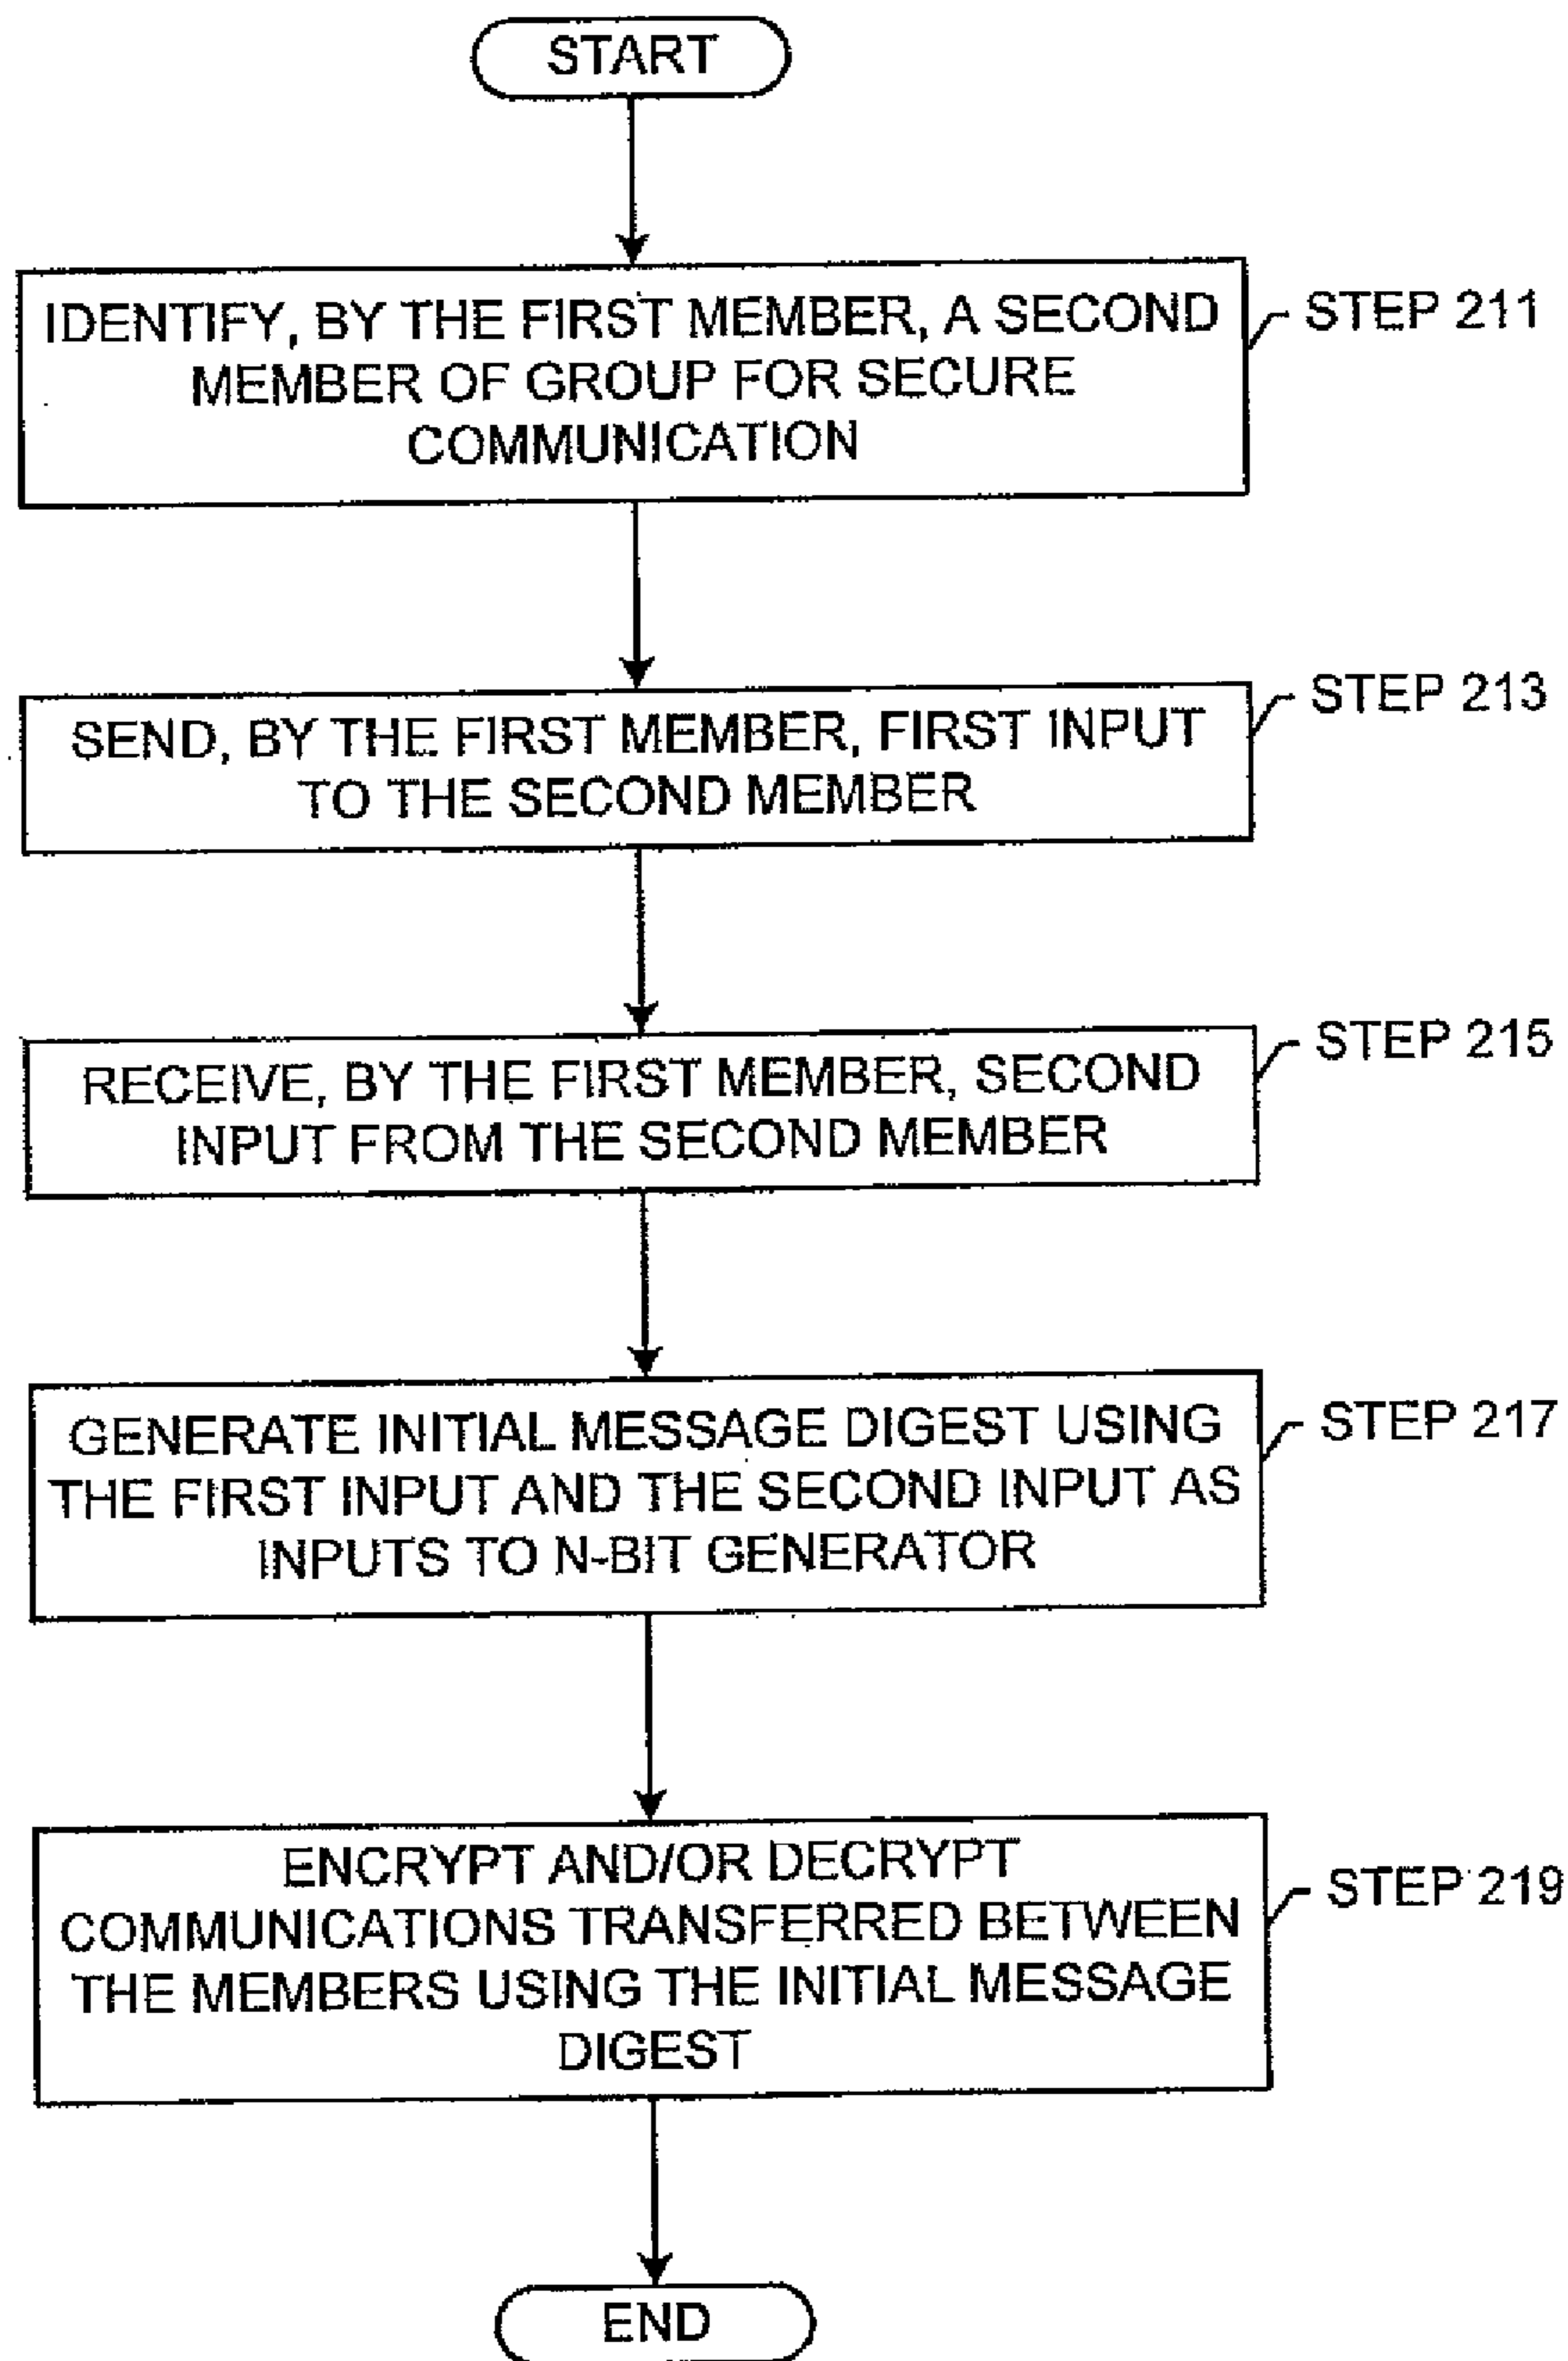 START
IDENTIFY, BY THE FIRST MEMBER, A SECOND
MEMBER OF GROUP FOR SECURE
COMMUNICATION
STEP 211
SEND, BY THE FIRST MEMBER, FIRST INPUT
TO THE SECOND MEMBER
STEP 213
RECEIVE, BY THE FIRST MEMBER, SECOND
INPUT FROM THE SECOND MEMBER
STEP 215
GENERATE INITIAL MESSAGE DIGEST USING
THE FIRST INPUT AND THE SECOND INPUT AS
INPUTS TO N-BIT GENERATOR
STEP 217
ENCRYPT AND/OR DECRYPT
COMMUNICATIONS TRANSFERRED BETWEEN
THE MEMBERS USING THE INITIAL MESSAGE
DIGEST
STEP 219
END